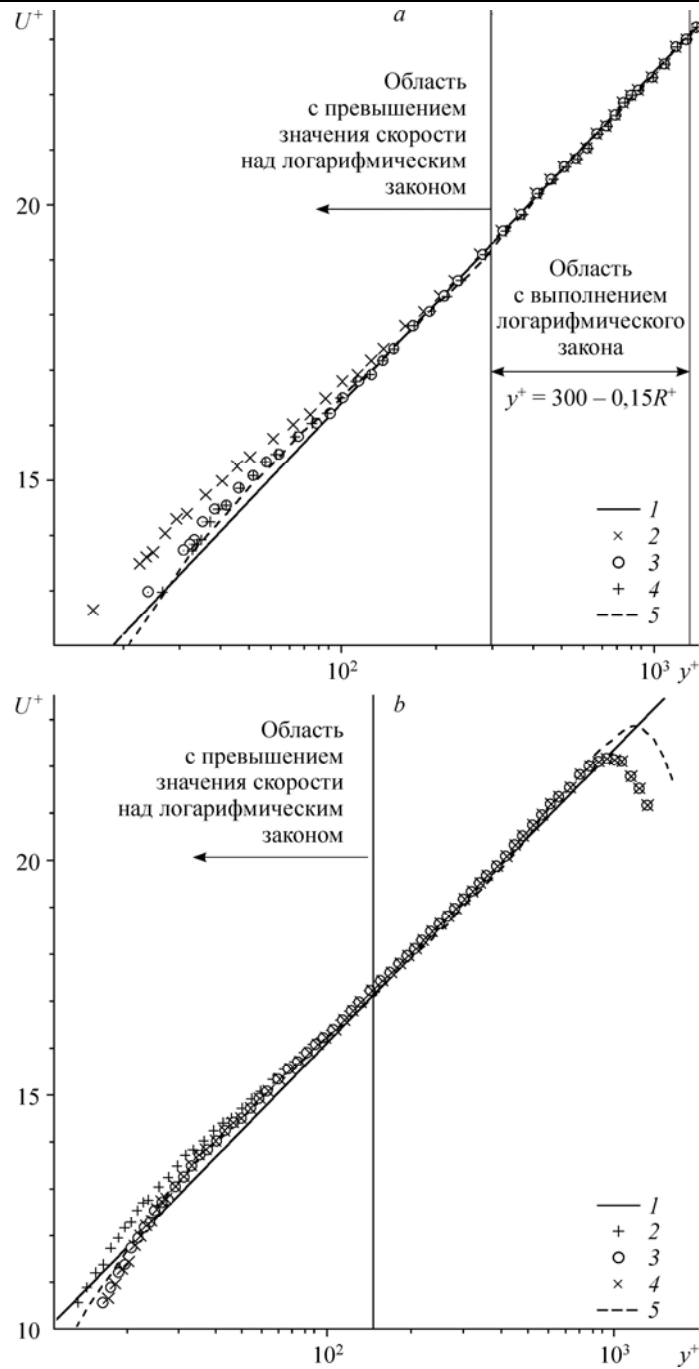 U⁺
a
Область
с превышением
значения скорости
над логарифмическим
законом
20
Область
с выполнением
логарифмического
закона
y⁺ = 300 – 0,15R⁺
15
1
2
3
4
5
10²
10³
y⁺
U⁺
b
Область
с превышением
значения скорости
над логарифмическим
законом
20
15
1
2
3
4
5
10
10²
10³
y⁺